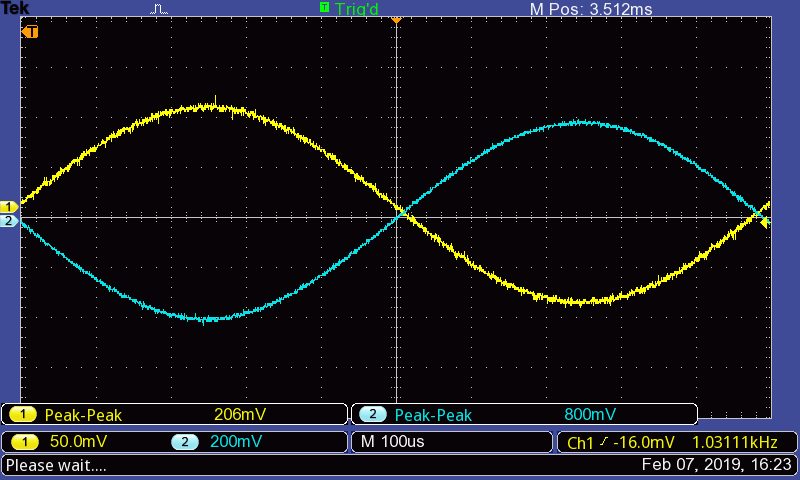 Tek T Trig'd M Pos: 3.512ms
T
1
2
1 Peak-Peak 206mV 2 Peak-Peak 800mV
1 50.0mV 2 200mV M 100us Ch1 -16.0mV 1.03111kHz
Please wait.... Feb 07, 2019, 16:23